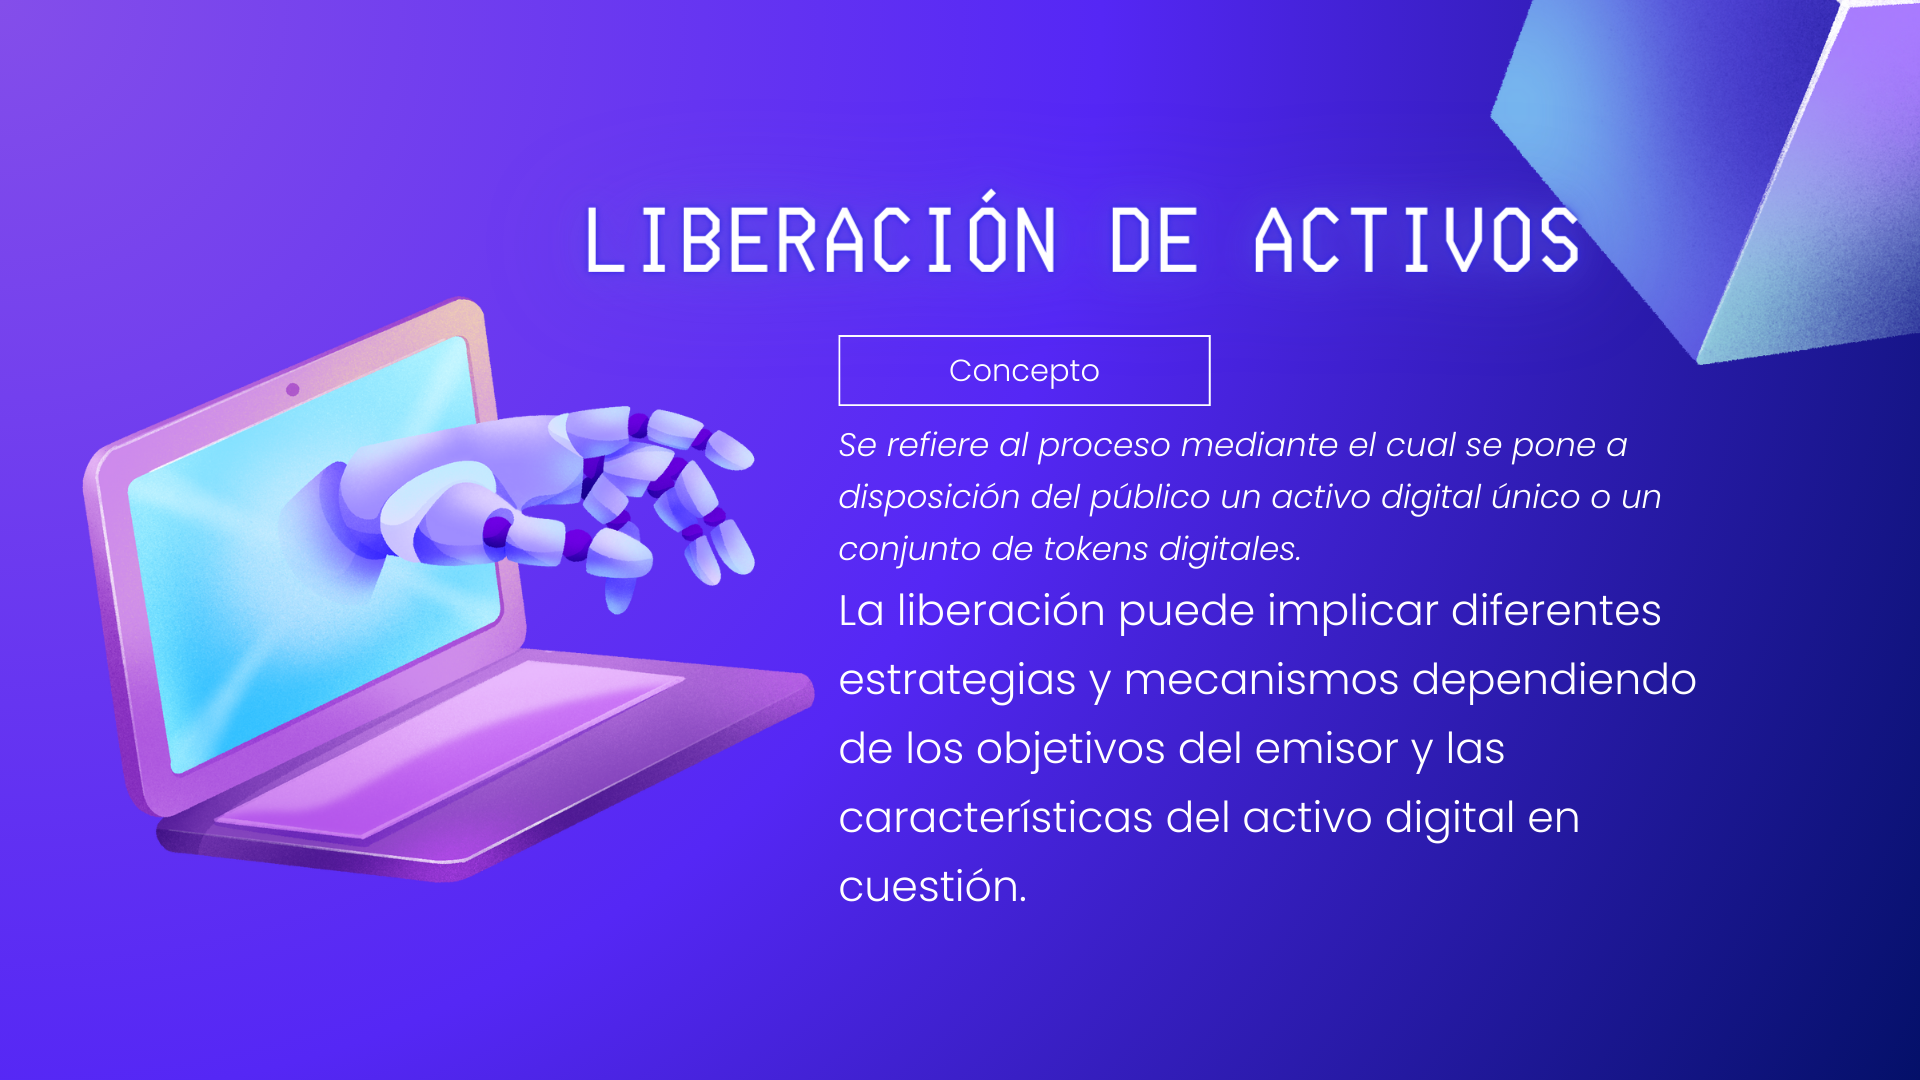 LIBERACIÓN DE ACTIVOS
Concepto
Se refiere al proceso mediante el cual se pone a
disposición del público un activo digital único o un
conjunto de tokens digitales.
La liberación puede implicar diferentes
estrategias y mecanismos dependiendo
de los objetivos del emisor y las
características del activo digital en
cuestión.